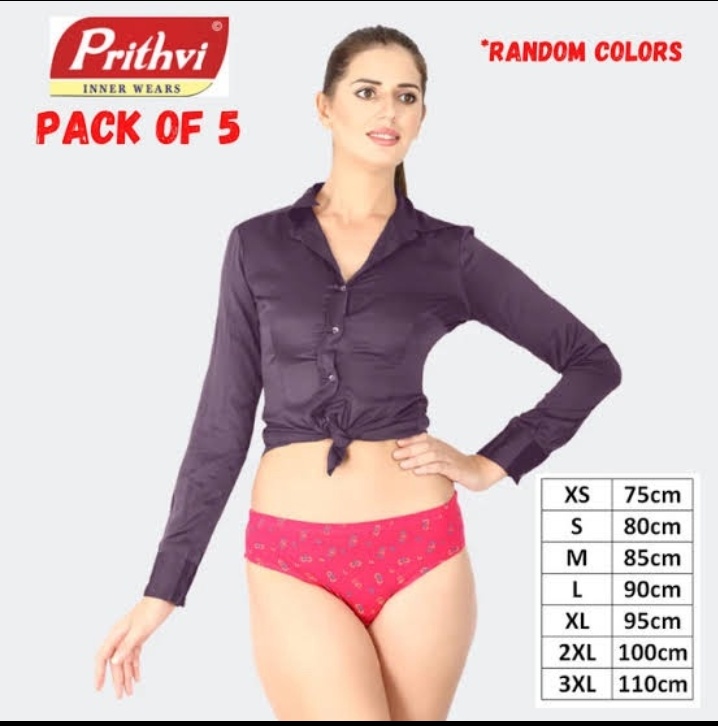 Prithvi ©
INNER WEARS
PACK OF 5
*RANDOM COLORS
XS 75cm
S 80cm
M 85cm
L 90cm
XL 95cm
2XL 100cm
3XL 110cm